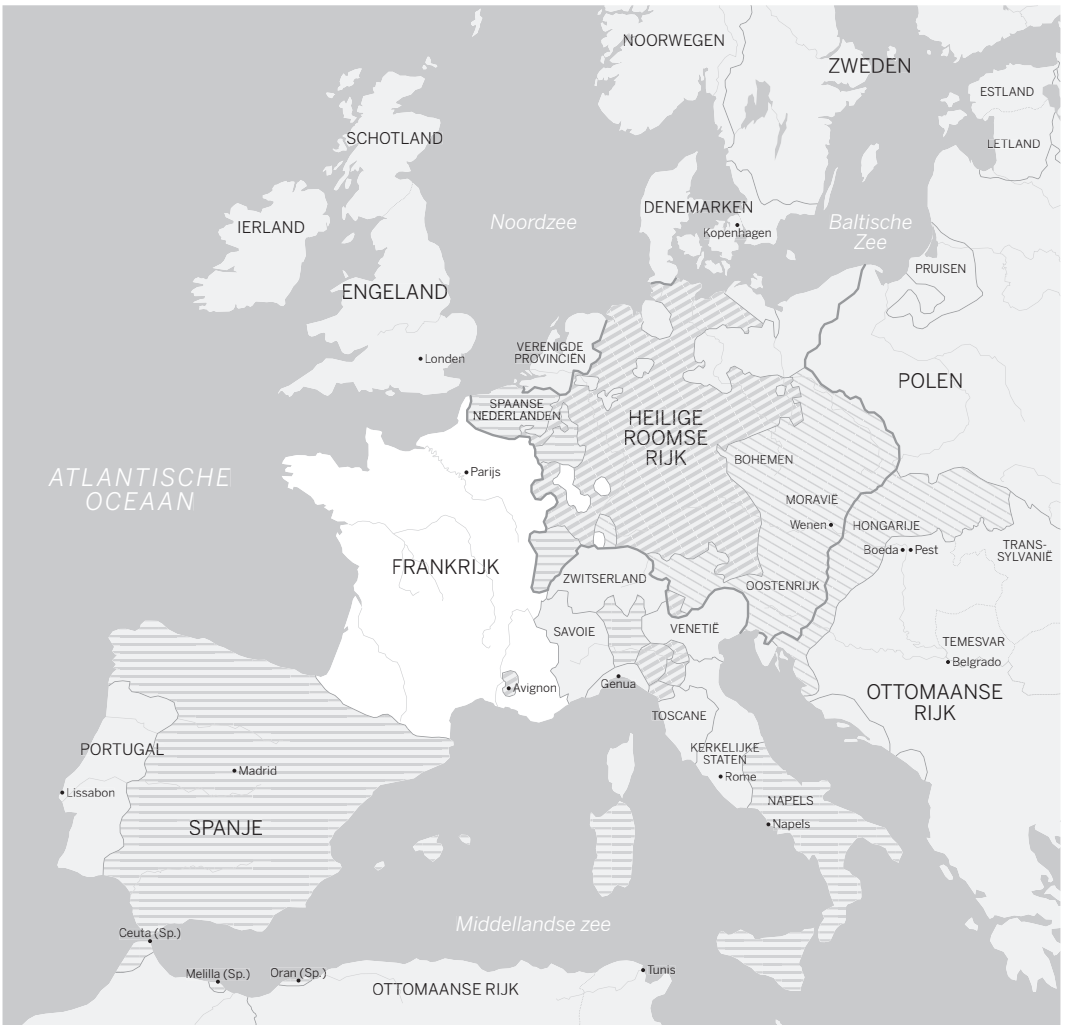 NOORWEGEN
ZWEDEN
ESTLAND
SCHOTLAND
LETLAND
IERLAND
Noordzee
DENEMARKEN
Kopenhagen
Baltische
Zee
PRUISEN
ENGELAND
Londen
VERENIGDE
PROVINCIËN
POLEN
SPAANSE
NEDERLANDEN
HEILIGE
ROOMSE
RIJK
BOHEMEN
ATLANTISCHE
OCEAAN
Parijs
MORAVIË
Wenen
HONGARIJE
Boeda
Pest
TRANS-
SYLVANIË
FRANKRIJK
ZWITSERLAND
OOSTENRIJK
SAVOIE
VENETIË
TEMESVAR
Belgrado
Avignon
Genua
OTTOMAANSE
RIJK
TOSCANE
PORTUGAL
KERKELIJKE
STATEN
Madrid
Rome
Lissabon
NAPELS
Napels
SPANJE
Middellandse zee
Ceuta (Sp.)
Melilla (Sp.)
Oran (Sp.)
Tunis
OTTOMAANSE RIJK